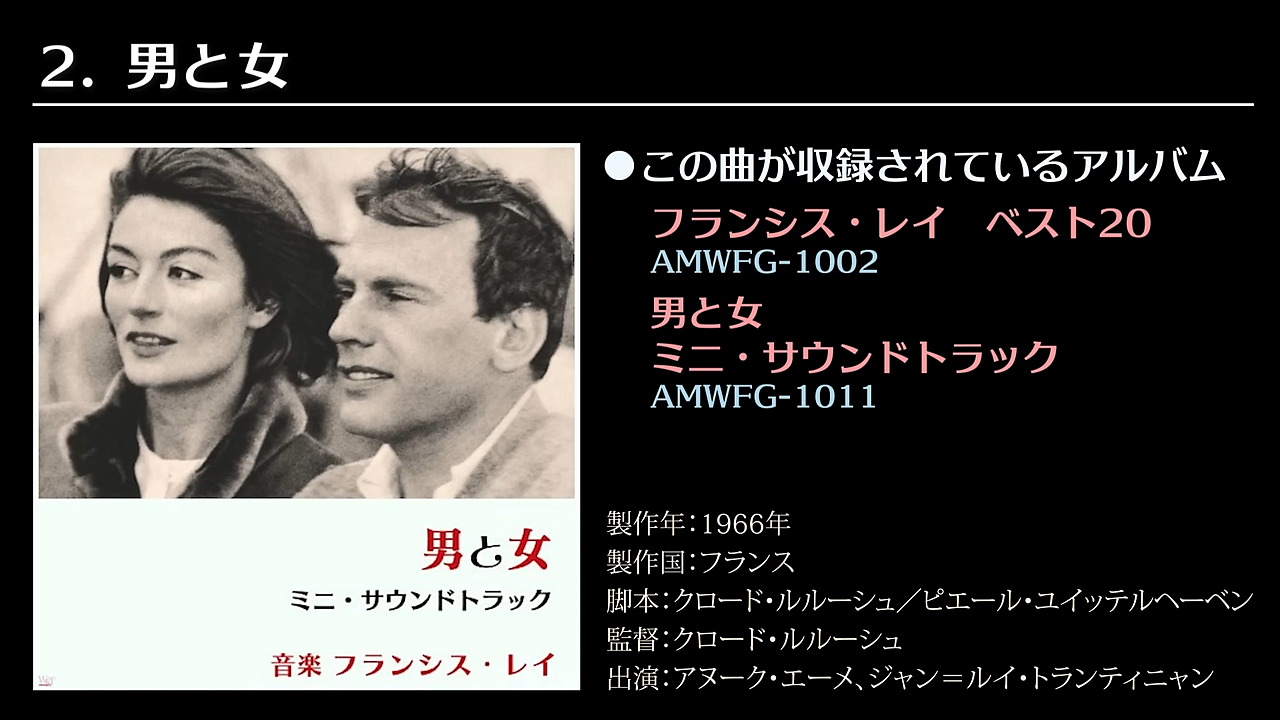 2. 男と女
●この曲が収録されているアルバム
フランシス・レイ　ベスト20
AMWFG-1002
男と女
ミニ・サウンドトラック
AMWFG-1011
男と女
ミニ・サウンドトラック
音楽 フランシス・レイ
製作年：1966年
製作国：フランス
脚本：クロード・ルルーシュ／ピエール・ユイッテルヘーベン
監督：クロード・ルルーシュ
出演：アヌーク・エーメ、ジャン＝ルイ・トランティニャン